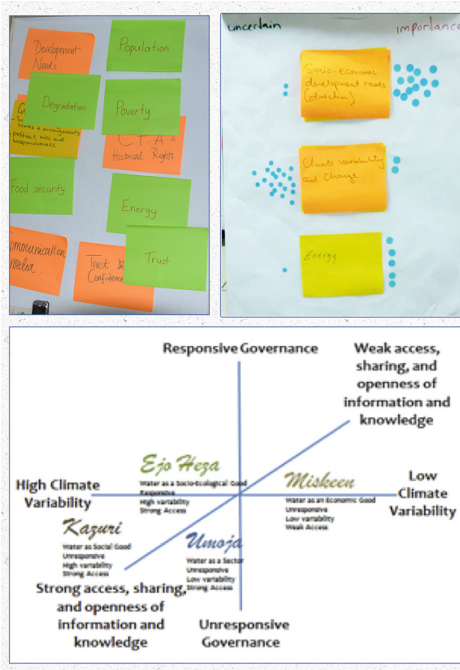 Development
Needs
Population
Degradation
Poverty
C F A =
Historical Rights
Food security
Energy
Communication
media
Trust &
Confidence
Trust
uncertain
importance
Socio-economic
development needs
(direction)
Climate variability
and Change
Energy
Responsive Governance
Weak access,
sharing, and
openness of
information and
knowledge
Ejo Heza
Water as a Socio-Ecological Good
Responsive
High variability
Strong Access
High Climate
Variability
Miskeen
Water as an Economic Good
Unresponsive
Low variability
Weak Access
Low
Climate
Variability
Kazuri
Water as Social Good
Unresponsive
High variability
Strong Access
Umoja
Water as a Sector
Unresponsive
Low variability
Strong Access
Strong access, sharing,
and openness of
information and
knowledge
Unresponsive
Governance